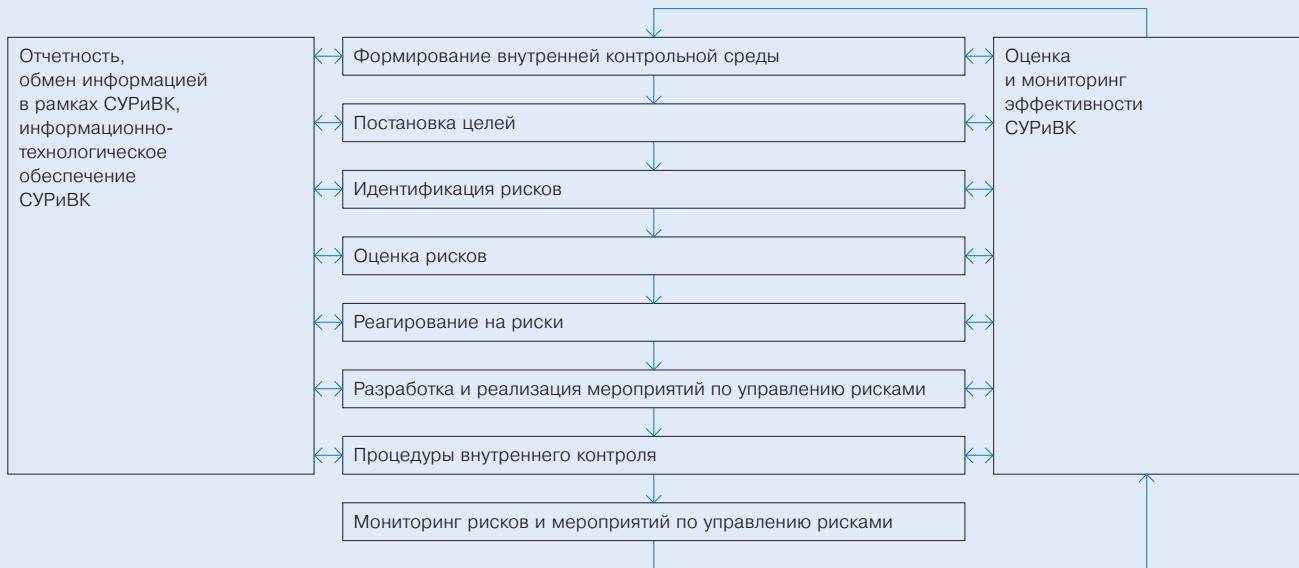 Отчетность,
обмен информацией
в рамках СУРиВК,
информационно-
технологическое
обеспечение
СУРиВК
Формирование внутренней контрольной среды
Постановка целей
Идентификация рисков
Оценка рисков
Реагирование на риски
Разработка и реализация мероприятий по управлению рисками
Процедуры внутреннего контроля
Мониторинг рисков и мероприятий по управлению рисками
Оценка
и мониторинг
эффективности
СУРиВК